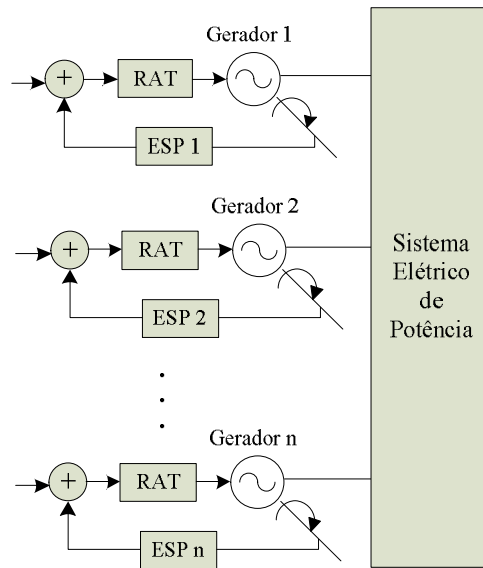 Gerador 1
+
RAT
ESP 1
Gerador 2
+
RAT
ESP 2
Sistema
Elétrico
de
Potência
Gerador n
+
RAT
ESP n